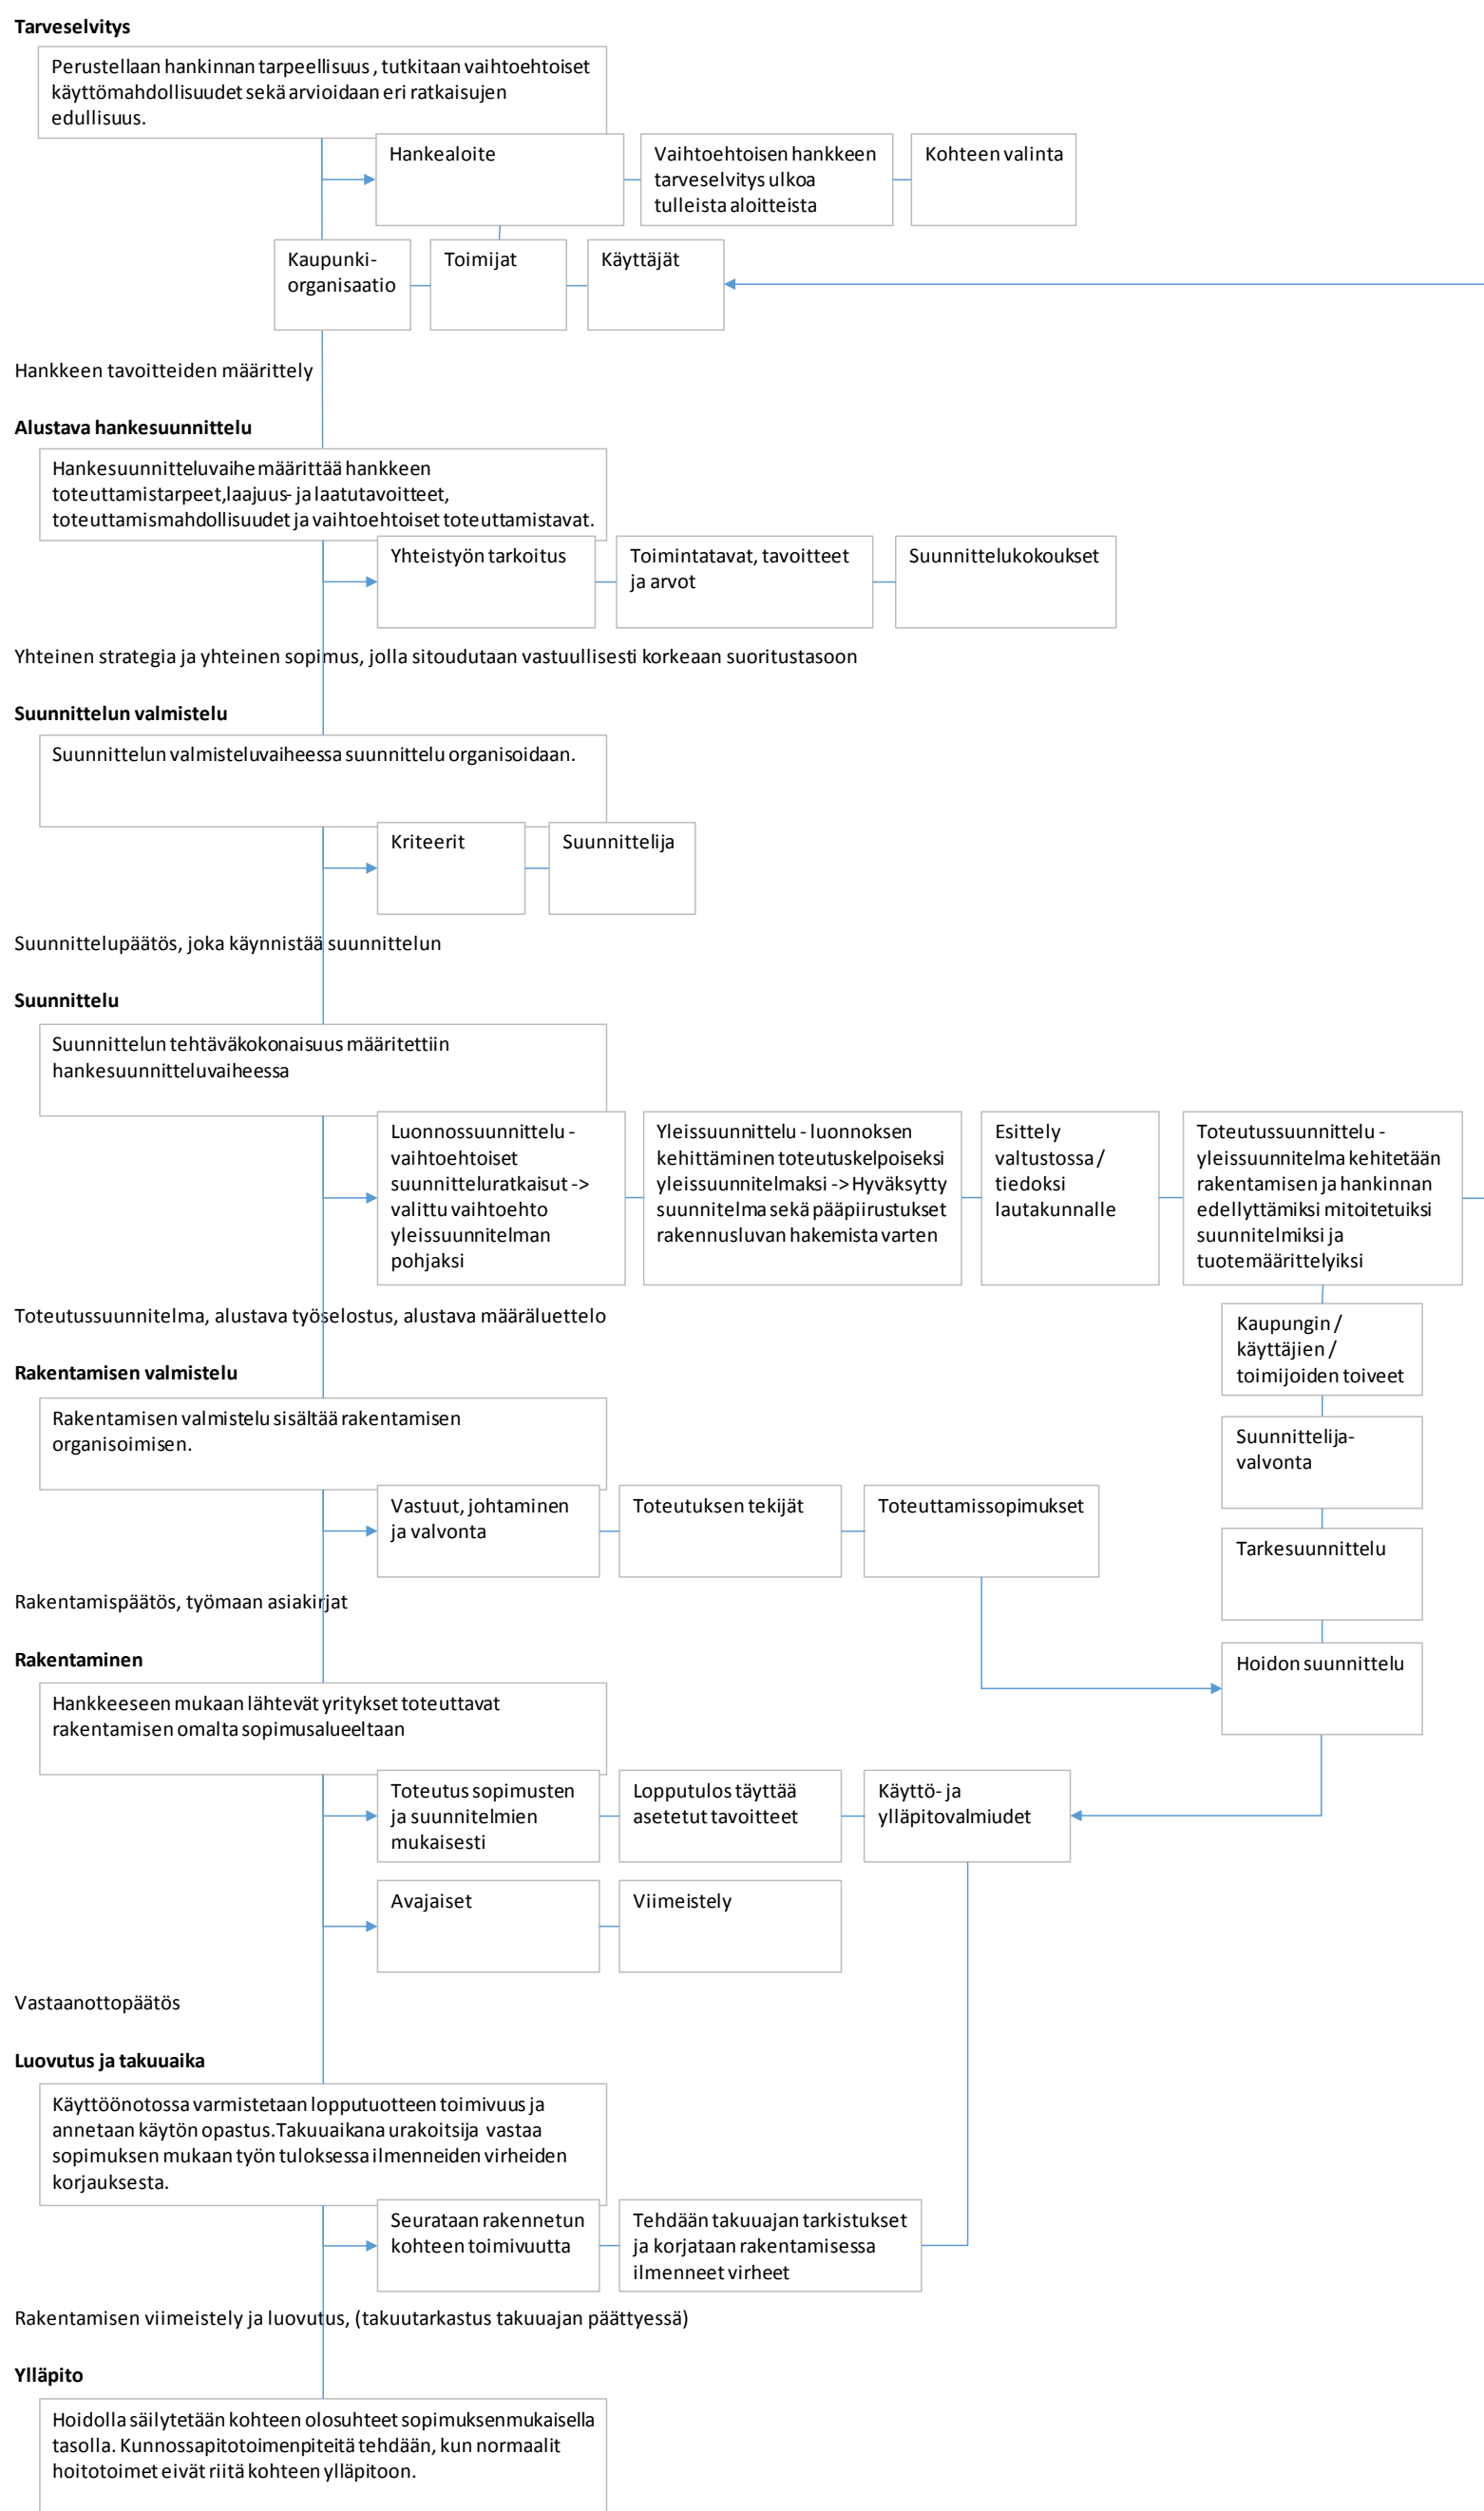 Tarveselvitys
Perustellaan hankinnan tarpeellisuus, tutkitaan vaihtoehtoiset
käyttömahdollisuudet sekä arvioidaan eri ratkaisujen
edullisuus.
Hankealoite
Vaihtoehtoisen hankkeen
tarveselvitys ulkoa
tulleista aloitteista
Kohteen valinta
Kaupunki-
organisaatio
Toimijat
Käyttäjät
Hankkeen tavoitteiden määrittely
Alustava hankesuunnittelu
Hankesuunnitteluvaihe määrittää hankkeen
toteuttamistarpeet,laajuus- ja laatutavoitteet,
toteuttamismahdollisuudet ja vaihtoehtoiset toteuttamistavat.
Yhteistyön tarkoitus
Toimintatavat, tavoitteet
ja arvot
Suunnittelukokoukset
Yhteinen strategia ja yhteinen sopimus, jolla sitoudutaan vastuullisesti korkeaan suoritustasoon
Suunnittelun valmistelu
Suunnittelun valmisteluvaiheessa suunnittelu organisoidaan.
Kriteerit
Suunnittelija
Suunnittelupäätös, joka käynnistää suunnittelun
Suunnittelu
Suunnittelun tehtäväkokonaisuus määritettiin
hankesuunnitteluvaiheessa
Luonnossuunnittelu -
vaihtoehtoiset
suunnitteluratkaisut ->
valittu vaihtoehto
yleissuunnitelman
pohjaksi
Yleissuunnittelu - luonnoksen
kehittäminen toteutuskelpoiseksi
yleissuunnitelmaksi -> Hyväksytty
suunnitelma sekä pääpiirustukset
rakennusluvan hakemista varten
Esittely
valtustossa /
tiedoksi
lautakunnalle
Toteutussuunnittelu -
yleissuunnitelma kehitetään
rakentamisen ja hankinnan
edellyttämiksi mitoitetuiksi
suunnitelmiksi ja
tuotemäärittelyiksi
Toteutussuunnitelma, alustava työselostus, alustava määräluettelo
Kaupungin /
käyttäjien /
toimijoiden toiveet
Rakentamisen valmistelu
Rakentamisen valmistelu sisältää rakentamisen
organisoimisen.
Suunnittelija-
valvonta
Vastuut, johtaminen
ja valvonta
Toteutuksen tekijät
Toteuttamissopimukset
Tarkesuunnittelu
Rakentamispäätös, työmaan asiakirjat
Rakentaminen
Hoidon suunnittelu
Hankkeeseen mukaan lähtevät yritykset toteuttavat
rakentamisen omalta sopimusalueeltaan
Toteutus sopimusten
ja suunnitelmien
mukaisesti
Lopputulos täyttää
asetetut tavoitteet
Käyttö- ja
ylläpitovalmiudet
Avajaiset
Viimeistely
Vastaanottopäätös
Luovutus ja takuuaika
Käyttöönotossa varmistetaan lopputuotteen toimivuus ja
annetaan käytön opastus.Takuuaikana urakoitsija vastaa
sopimuksen mukaan työn tuloksessa ilmenneiden virheiden
korjauksesta.
Seurataan rakennetun
kohteen toimivuutta
Tehdään takuuajan tarkistukset
ja korjataan rakentamisessa
ilmenneet virheet
Rakentamisen viimeistely ja luovutus, (takuutarkastus takuuajan päättyessä)
Ylläpito
Hoidolla säilytetään kohteen olosuhteet sopimuksenmukaisella
tasolla. Kunnossapitotoimenpiteitä tehdään, kun normaalit
hoitotoimet eivät riitä kohteen ylläpitoon.